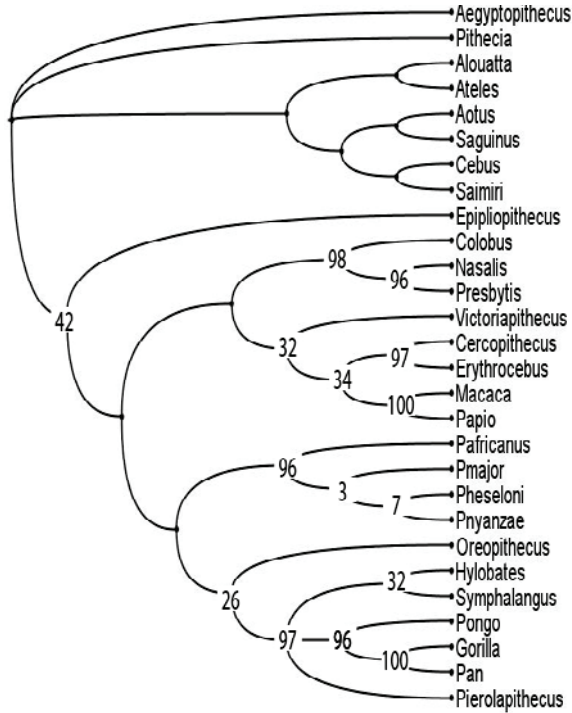 Aegyptopithecus
Pithecia
Alouatta
Ateles
Aotus
Saguinus
Cebus
Saimiri
Epipliopithecus
Colobus
98
Nasalis
96
Presbytis
Victoriapithecus
42
32
Cercopithecus
97
Erythrocebus
34
Macaca
100
Papio
Pafricanus
96
Pmajor
3
Pheseloni
7
Pnyanzae
Oreopithecus
Hylobates
32
Symphalangus
26
Pongo
97
96
Gorilla
100
Pan
Pierolapithecus